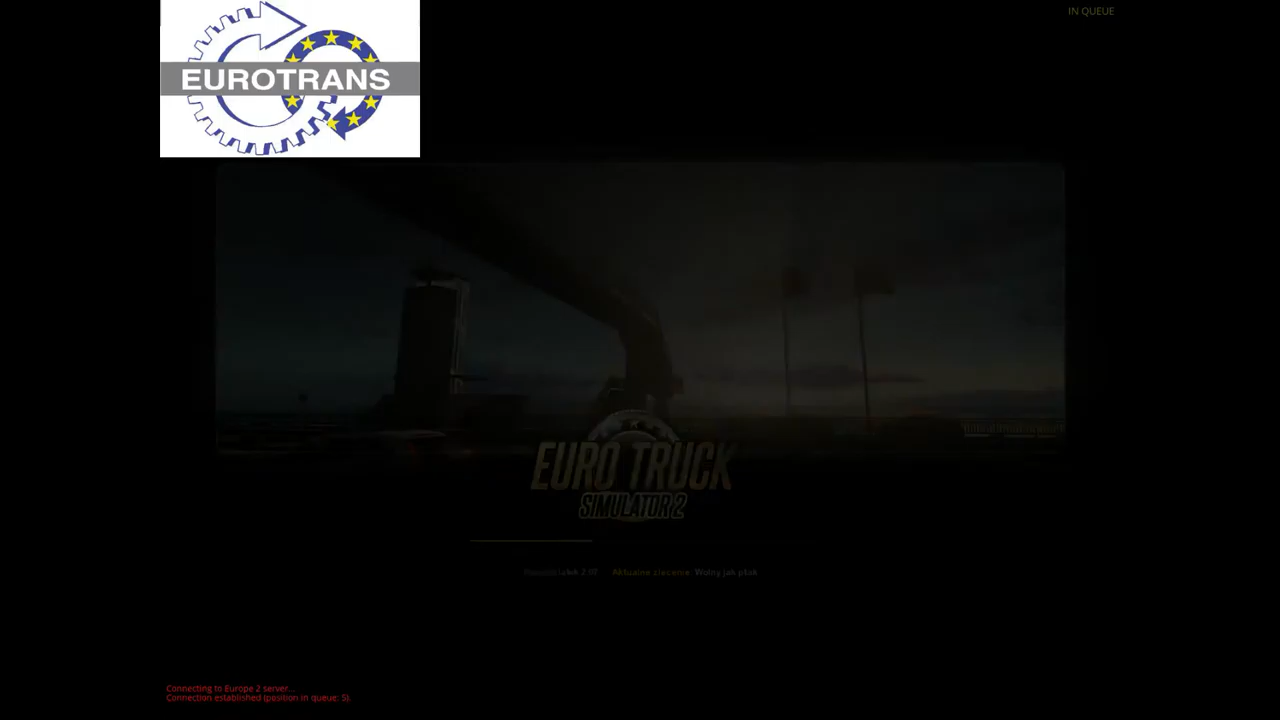 IN QUEUE
EUROTRANS
EURO TRUCK
SIMULATOR 2
Aktualne zlecenie: Wolny jak ptak
Connecting to Europe 2 server...
Connection established (position in queue: 5).